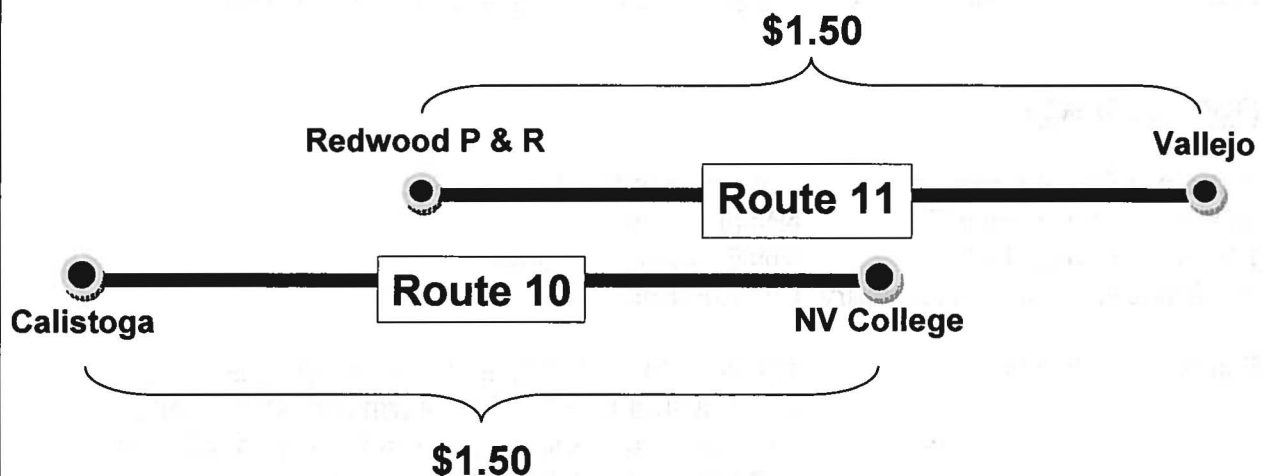 $1.50
Redwood P & R
Vallejo
Route 11
Route 10
Calistoga
NV College
$1.50